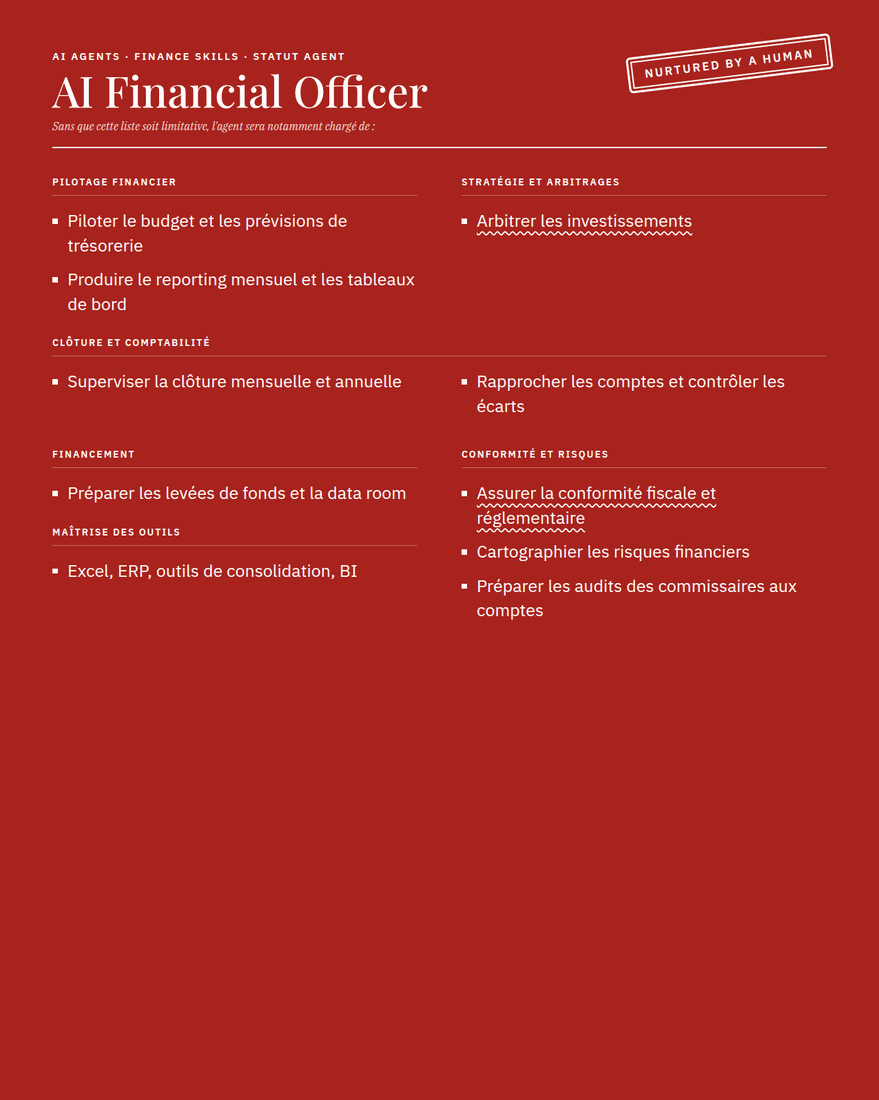 AI AGENTS · FINANCE SKILLS · STATUT AGENT
AI Financial Officer
Sans que cette liste soit limitative, l'agent sera notamment chargé de :
NURTURED BY A HUMAN
PILOTAGE FINANCIER
Piloter le budget et les prévisions de
trésorerie
Produire le reporting mensuel et les tableaux
de bord
STRATÉGIE ET ARBITRAGES
Arbitrer les investissements
CLÔTURE ET COMPTABILITÉ
Superviser la clôture mensuelle et annuelle
Rapprocher les comptes et contrôler les
écarts
FINANCEMENT
Préparer les levées de fonds et la data room
MAÎTRISE DES OUTILS
Excel, ERP, outils de consolidation, BI
CONFORMITÉ ET RISQUES
Assurer la conformité fiscale et
réglementaire
Cartographier les risques financiers
Préparer les audits des commissaires aux
comptes